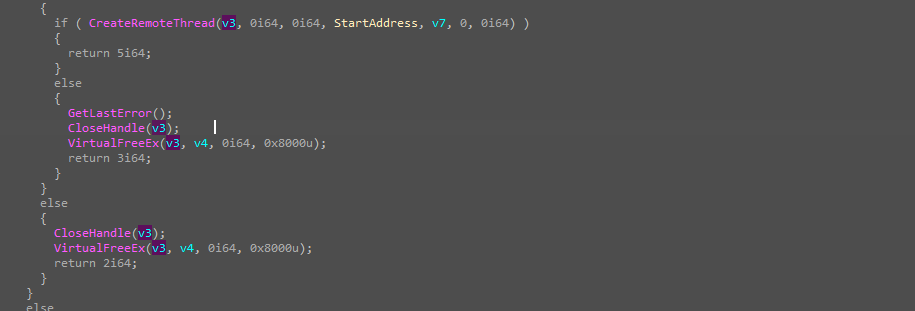 {
if ( CreateRemoteThread(v3, 0i64, 0i64, StartAddress, v7, 0, 0i64) )
{
return 5i64;
}
else
{
GetLastError();
CloseHandle(v3);
VirtualFreeEx(v3, v4, 0i64, 0x8000u);
return 3i64;
}
}
else
{
CloseHandle(v3);
VirtualFreeEx(v3, v4, 0i64, 0x8000u);
return 2i64;
}
}
else